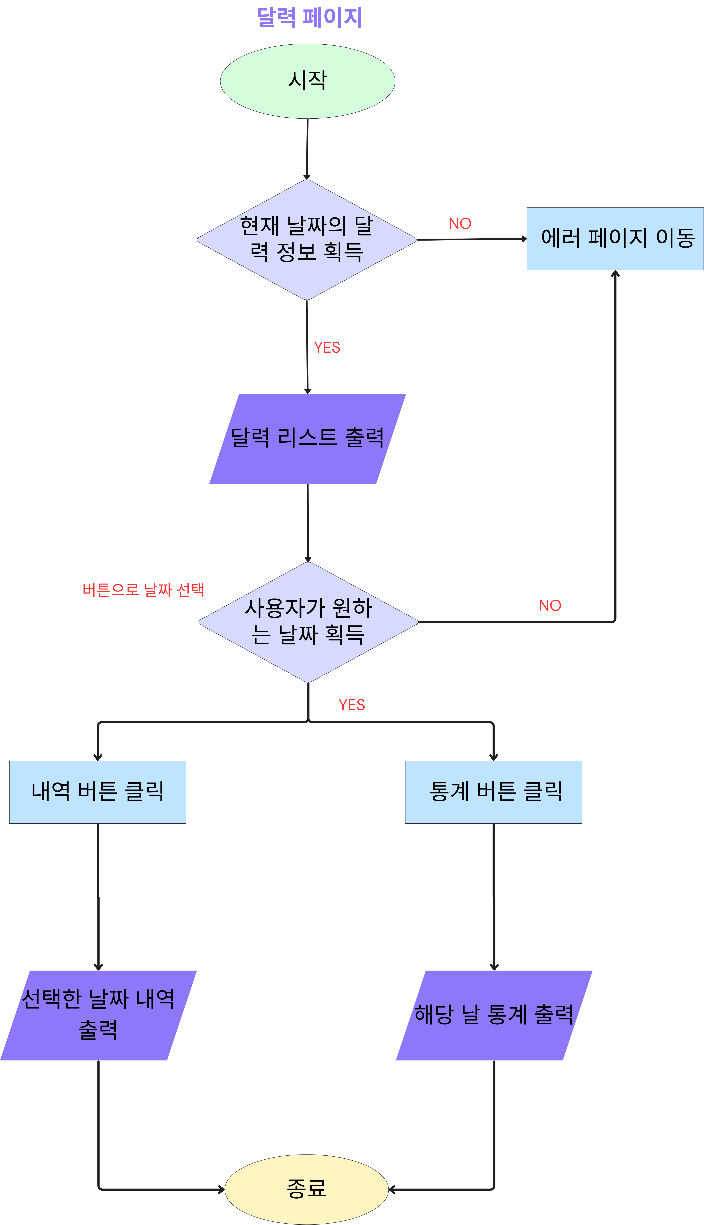 달력 페이지
시작
현재 날짜의 달
력 정보 획득
NO
에러 페이지 이동
YES
달력 리스트 출력
버튼으로 날짜 선택
사용자가 원하
는 날짜 획득
NO
YES
내역 버튼 클릭
통계 버튼 클릭
선택한 날짜 내역
출력
해당 날 통계 출력
종료